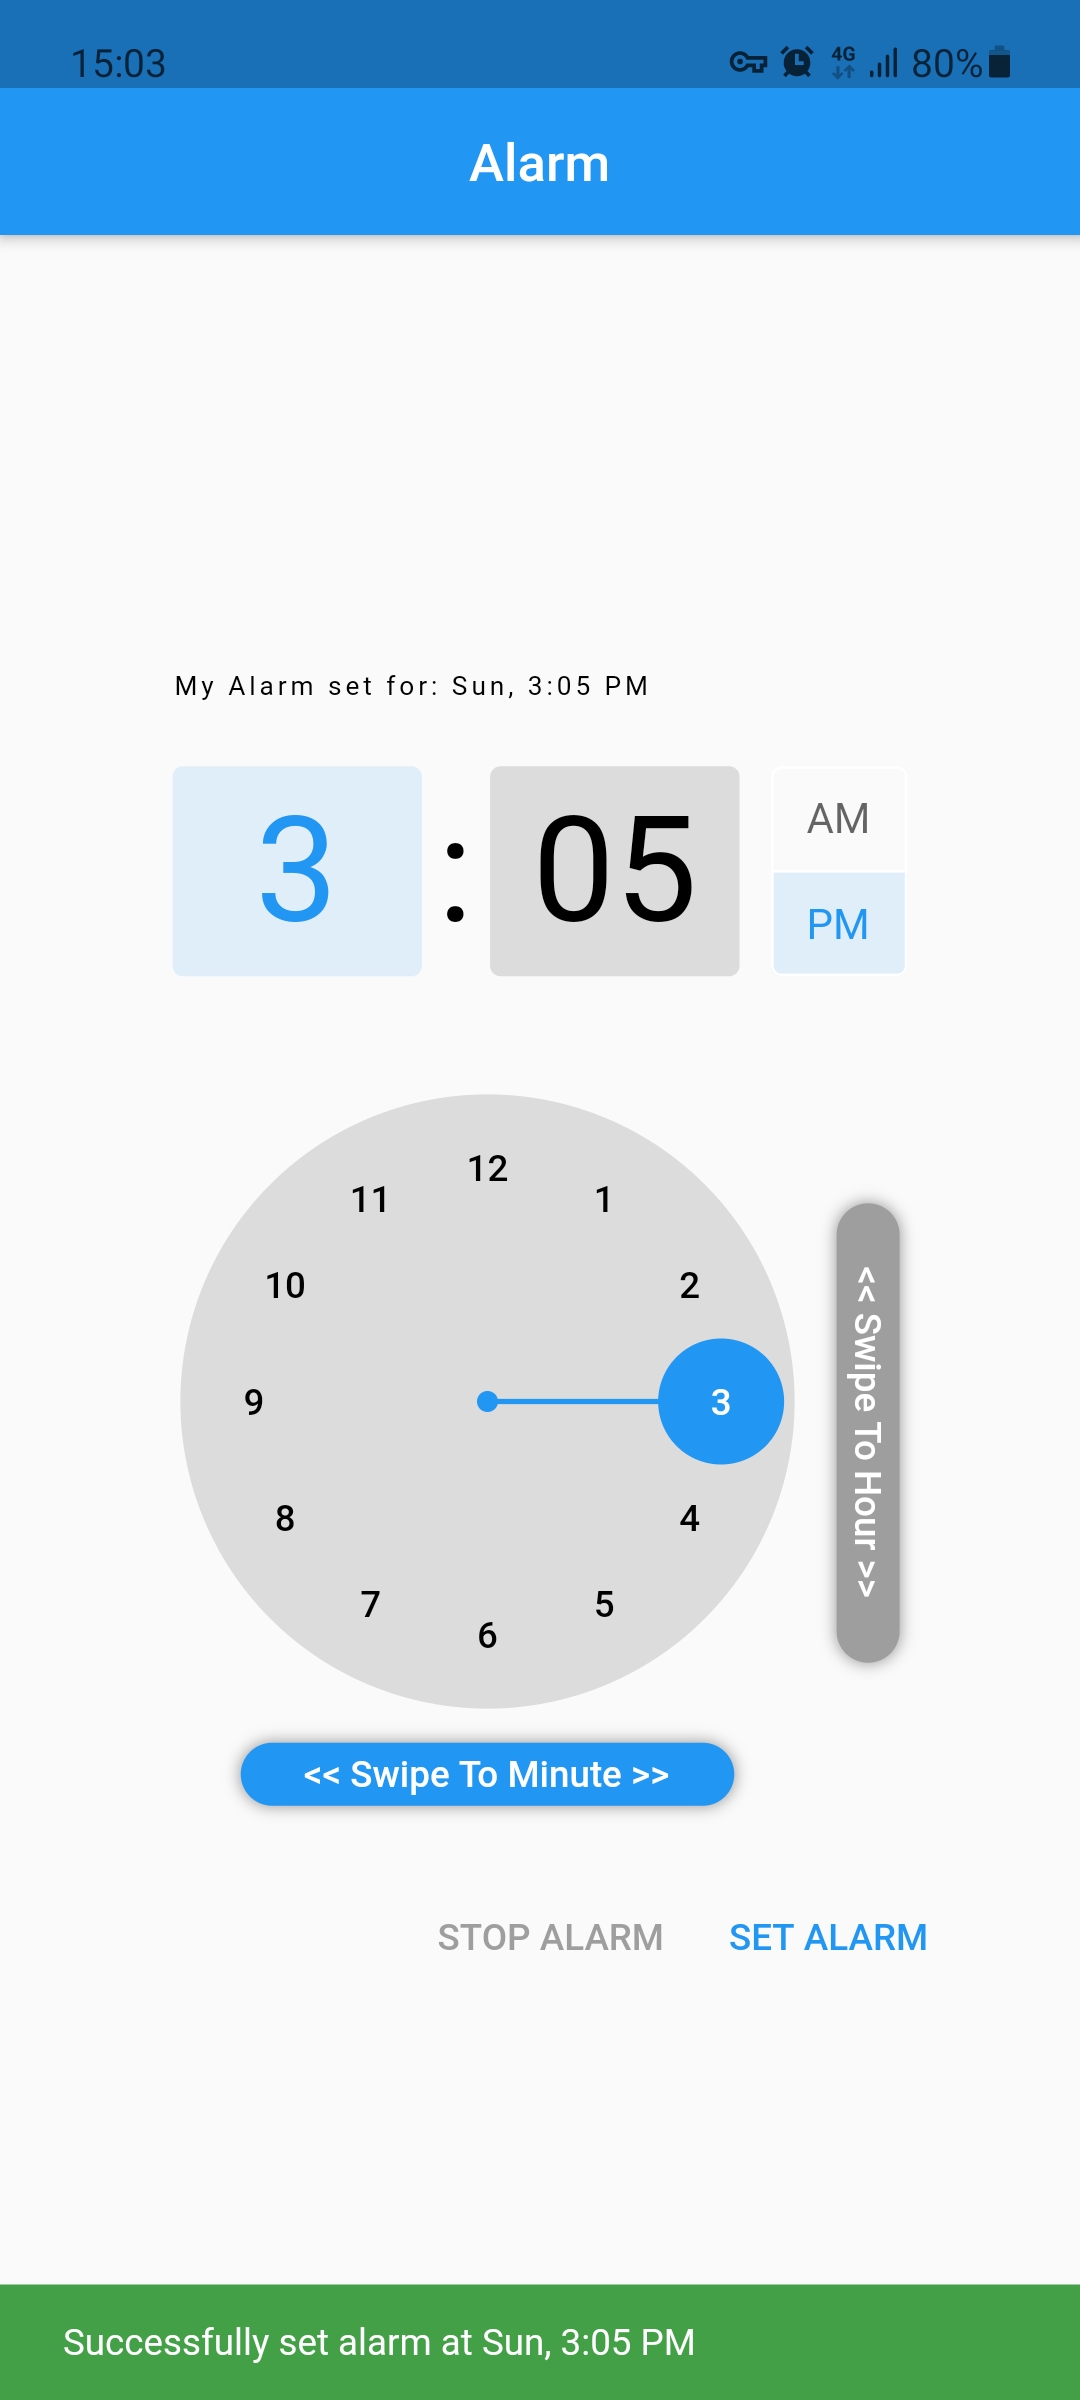 15:03
4G
80%
Alarm
My Alarm set for: Sun, 3:05 PM
3 : 05
AM
PM
12
11
1
10
2
9
3
8
4
7
5
6
<< Swipe To Hour >>
<< Swipe To Minute >>
STOP ALARM
SET ALARM
Successfully set alarm at Sun, 3:05 PM